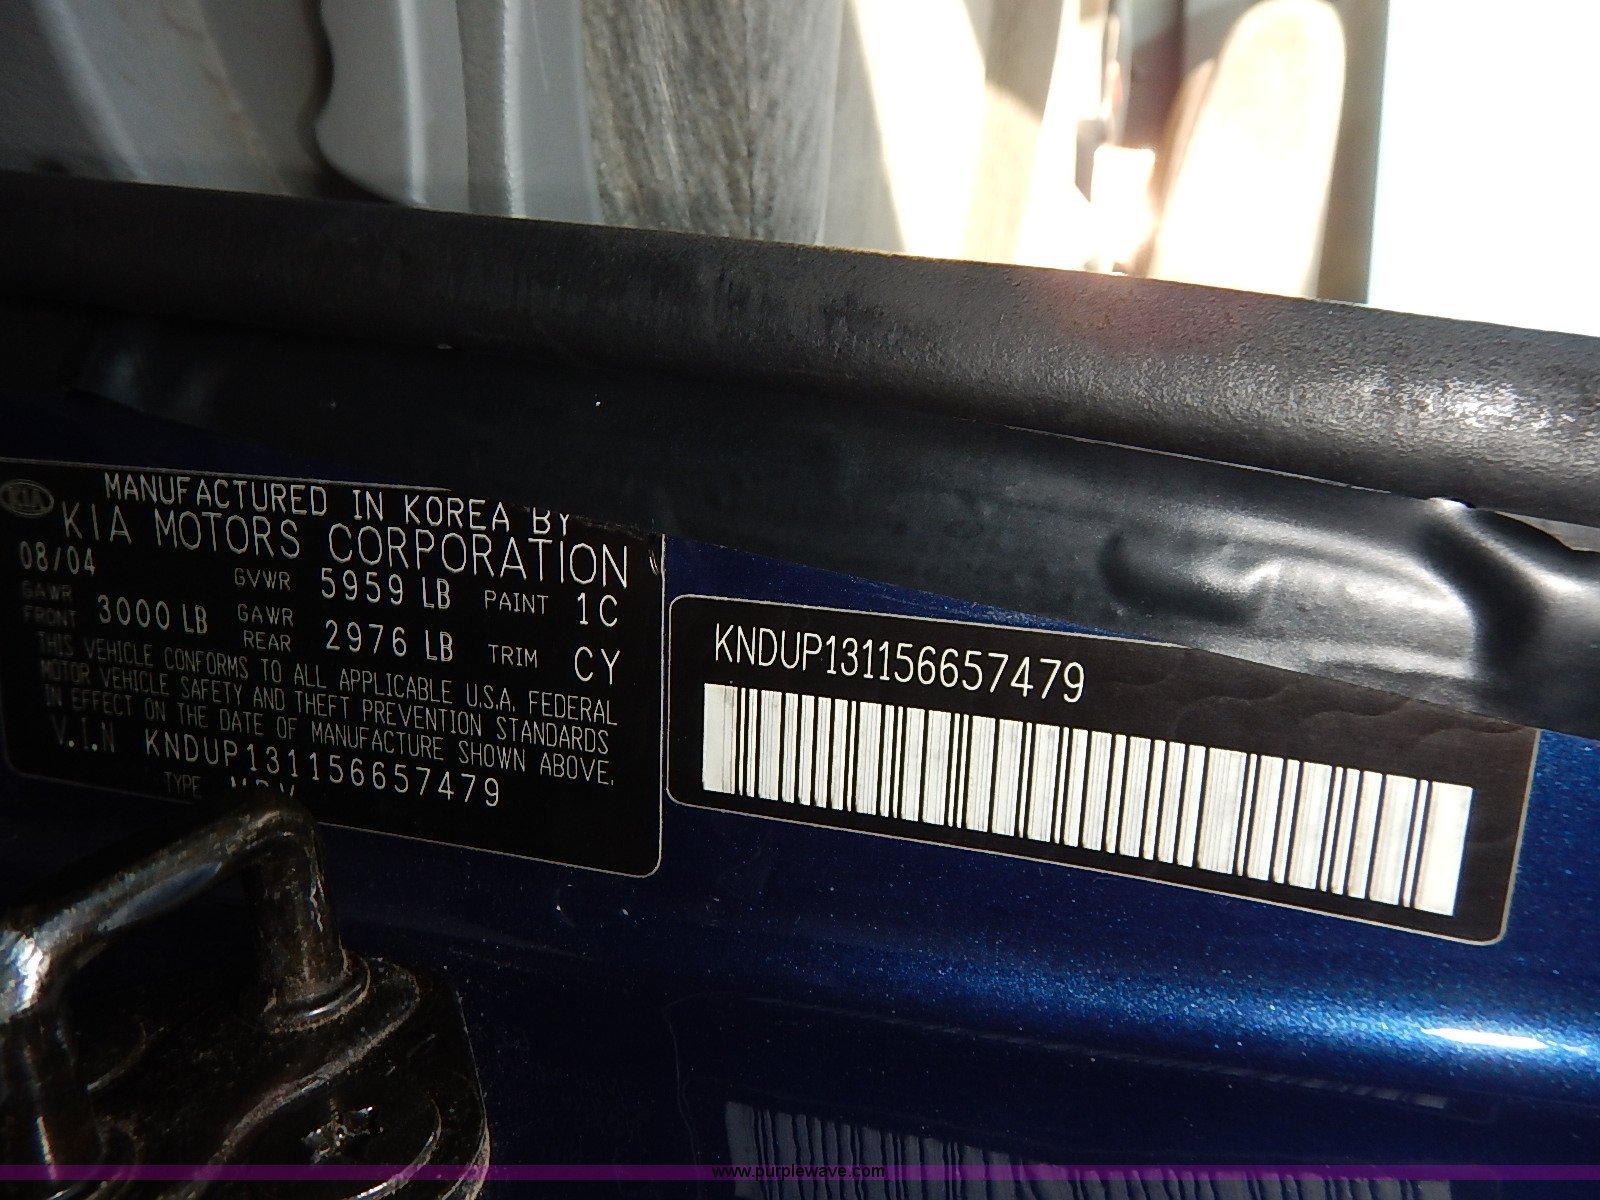 KIA
MANUFACTURED IN KOREA BY
KIA MOTORS CORPORATION
08/04
GVWR 5959 LB PAINT 1C
GAWR FRONT 3000 LB GAWR REAR 2976 LB TRIM CY
THIS VEHICLE CONFORMS TO ALL APPLICABLE U.S.A. FEDERAL
MOTOR VEHICLE SAFETY AND THEFT PREVENTION STANDARDS
IN EFFECT ON THE DATE OF MANUFACTURE SHOWN ABOVE.
V.I.N KNDUP131156657479
TYPE MPV
KNDUP131156657479
www.purplewave.com